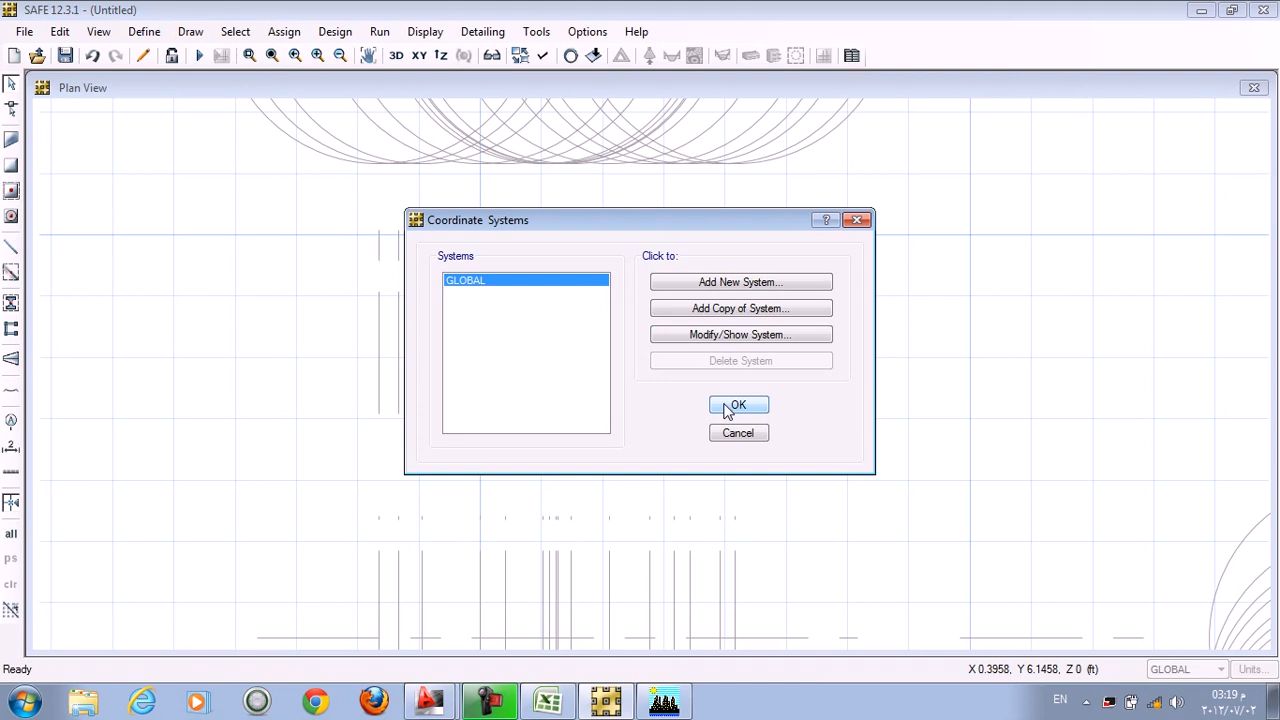 SAFE 12.3.1 - (Untitled)
File Edit View Define Draw Select Assign Design Run Display Detailing Tools Options Help
3D XY
Plan View
Coordinate Systems
Systems
Click to:
GLOBAL
Add New System...
Add Copy of System...
Modify/Show System...
Delete System
OK
Cancel
all
ps
clr
Ready
X 0.3958, Y 6.1458, Z 0 (ft)
GLOBAL
Units...
EN
03:19 م
٢٠١٢/٠٧/٠٢